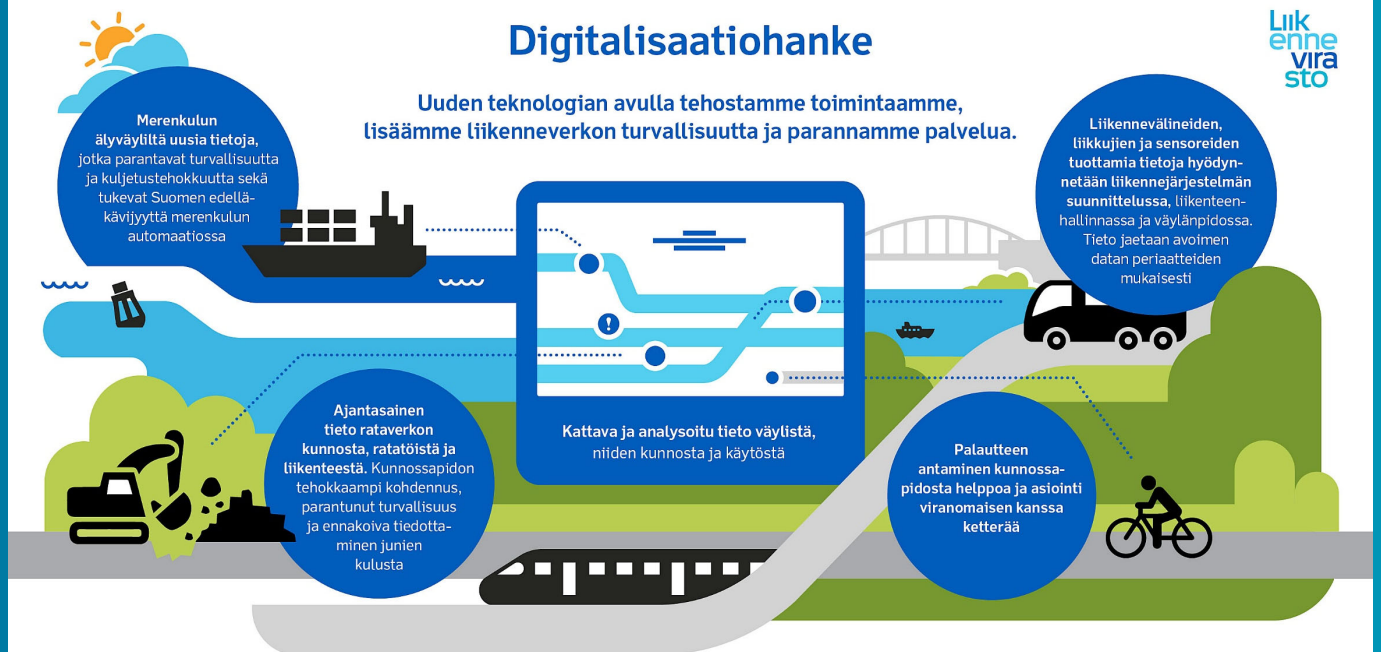 Digitalisaatiohanke
Liik
enne
vira
sto
Uuden teknologian avulla tehostamme toimintaamme,
lisäämme liikenneverkon turvallisuutta ja parannamme palvelua.
Merenkulun
älyväyliltä uusia tietoja,
jotka parantavat turvallisuutta
ja kuljetustehokkuutta sekä
tukevat Suomen edellä-
kävijyyttä merenkulun
automaatiossa
Liikennevälineiden,
liikkujien ja sensoreiden
tuottamia tietoja hyödyn-
netään liikennejärjestelmän
suunnittelussa, liikenteen-
hallinnassa ja väylänpidossa.
Tieto jaetaan avoimen
datan periaatteiden
mukaisesti
!
Kattava ja analysoitu tieto väylistä,
niiden kunnosta ja käytöstä
Ajantasainen
tieto rataverkon
kunnosta, ratatöistä ja
liikenteestä. Kunnossapidon
tehokkaampi kohdennus,
parantunut turvallisuus
ja ennakoiva tiedotta-
minen junien
kulusta
Palautteen
antaminen kunnossa-
pidosta helppoa ja asiointi
viranomaisen kanssa
ketterää